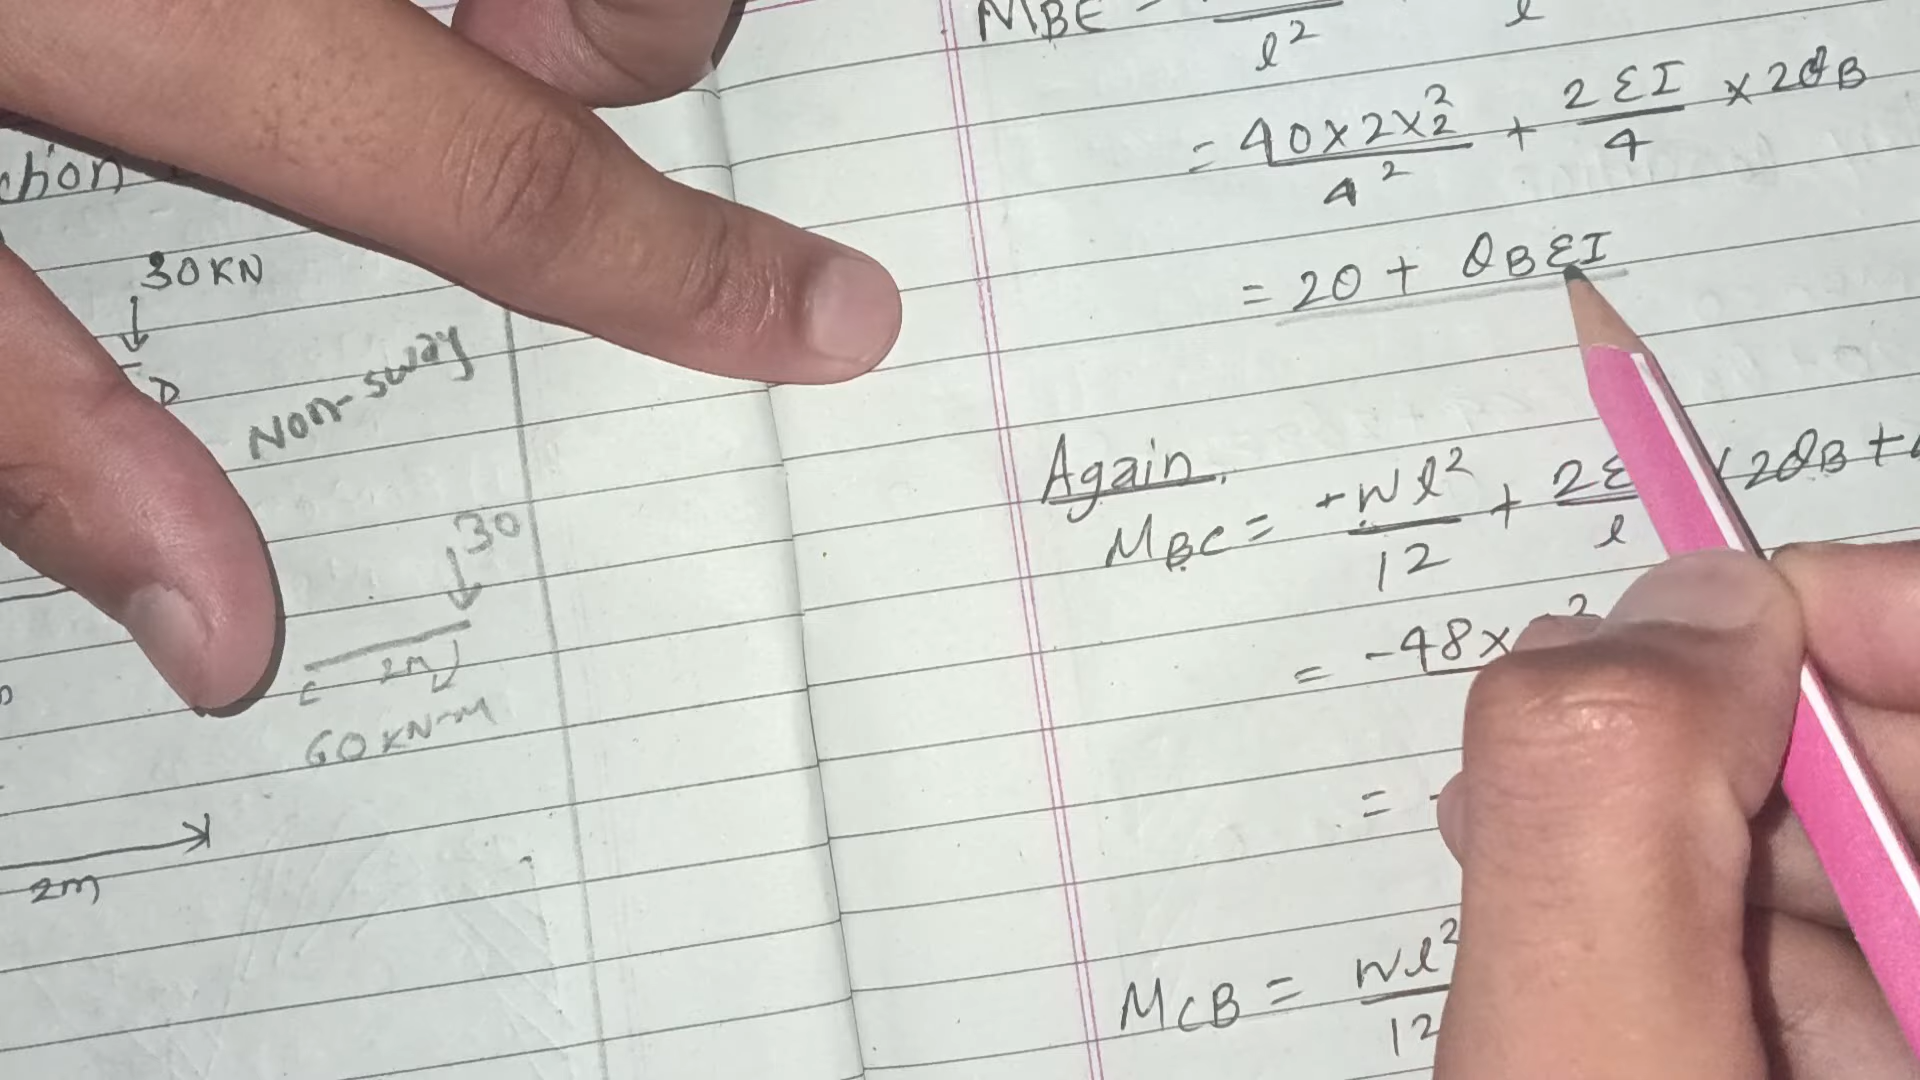 30KN
D
Non-sway
30
C 2m
60KN-m
2m
MBE =
l² l
= 40×2×2² / 4² + 2EI / 4 × 2θB
= 20 + θBEI
Again,
MBC = -wl² / 12 + 2E / l 2θB +
= -48×
=
MCB = wl² / 12